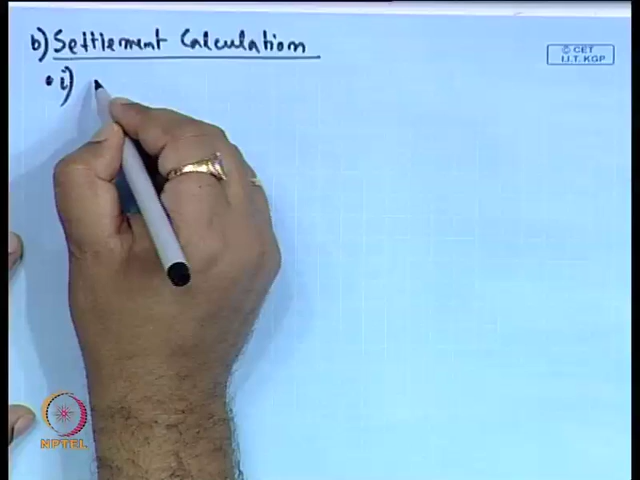 b) Settlement Calculation
© CET
I.I.T. KGP
• i)
NPTEL